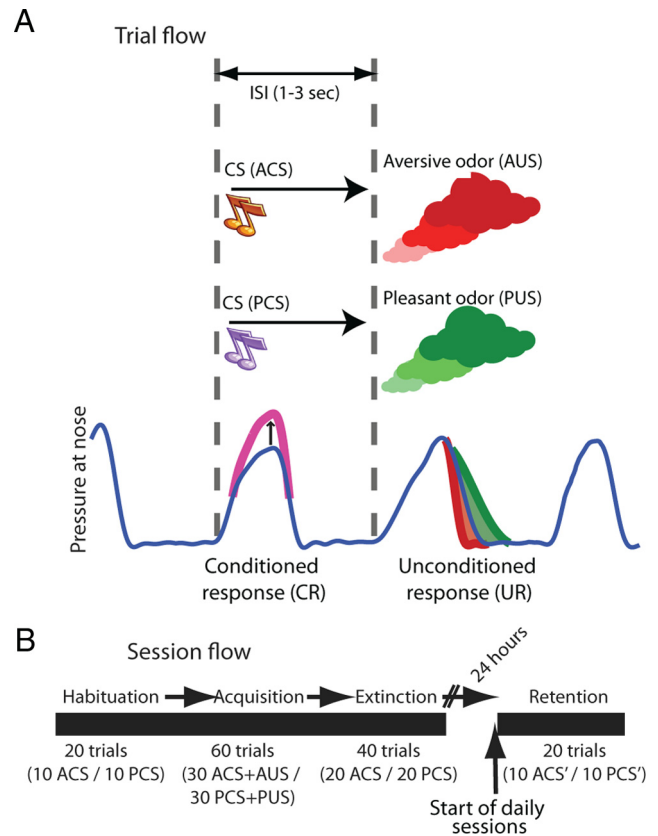 A
Trial flow
ISI (1-3 sec)
CS (ACS)
Aversive odor (AUS)
CS (PCS)
Pleasant odor (PUS)
Pressure at nose
Conditioned
response (CR)
Unconditioned
response (UR)
B
Session flow
24 hours
Habituation
Acquisition
Extinction
Retention
20 trials
(10 ACS / 10 PCS)
60 trials
(30 ACS+AUS /
30 PCS+PUS)
40 trials
(20 ACS / 20 PCS)
20 trials
(10 ACS' / 10 PCS')
Start of daily
sessions